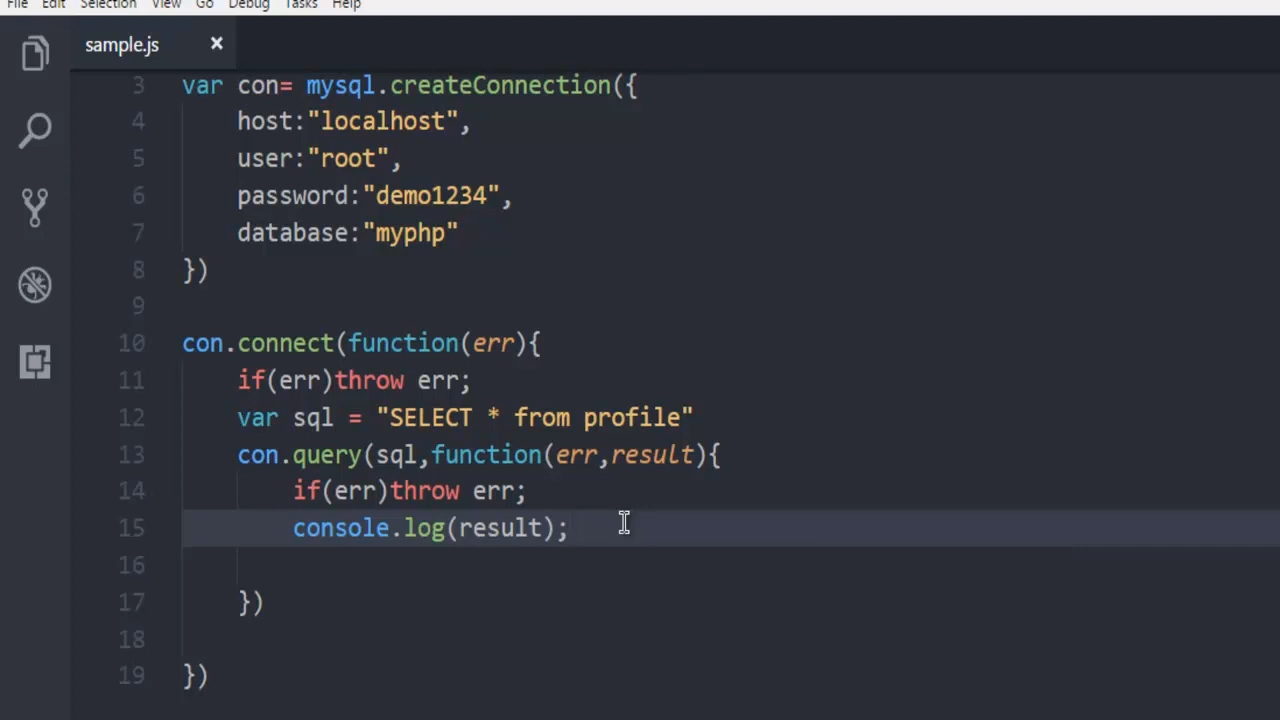 File Edit Selection View Go Debug Tasks Help
sample.js ×
3 var con= mysql.createConnection({
4 host:"localhost",
5 user:"root",
6 password:"demo1234",
7 database:"myphp"
8 })
9
10 con.connect(function(err){
11 if(err)throw err;
12 var sql = "SELECT * from profile"
13 con.query(sql,function(err,result){
14 if(err)throw err;
15 console.log(result);
16
17 })
18
19 })